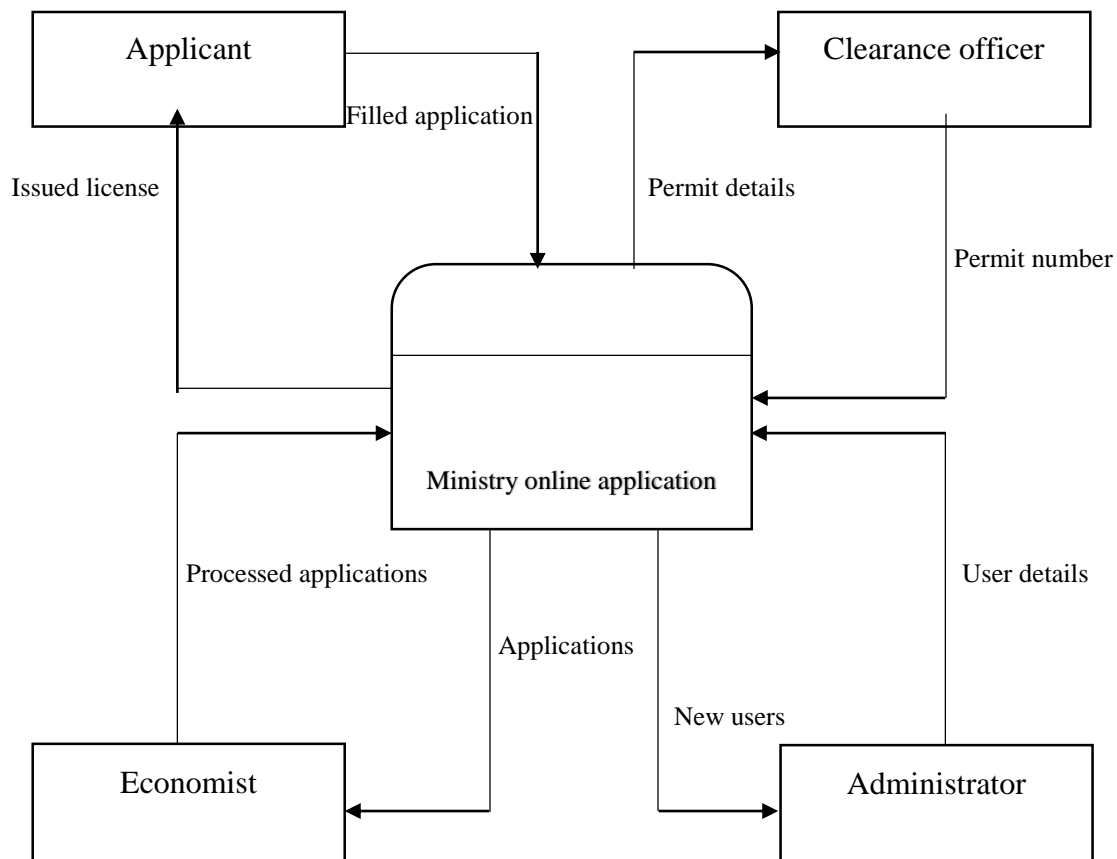 Applicant
Clearance officer
Filled application
Issued license
Permit details
Permit number
Ministry online application
Processed applications
User details
Applications
New users
Economist
Administrator